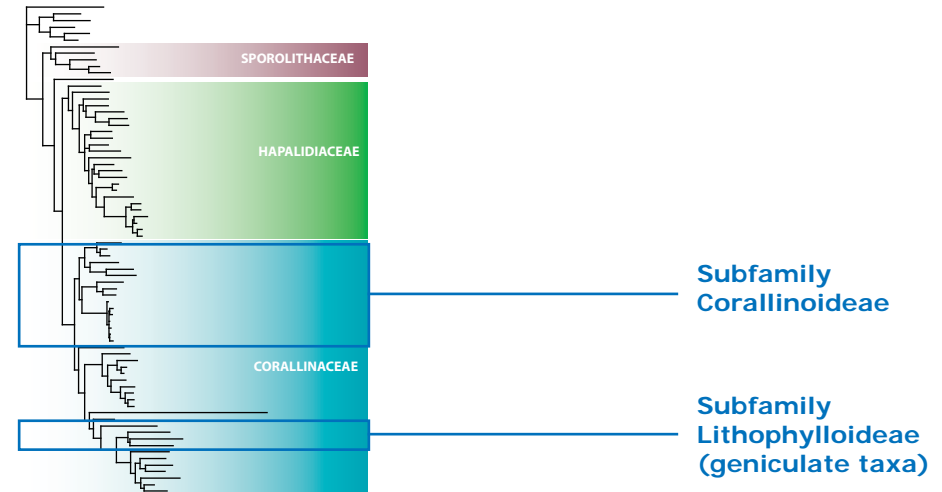 SPOROLITHACEAE
HAPALIDIACEAE
Subfamily
Corallinoideae
CORALLINACEAE
Subfamily
Lithophylloideae
(geniculate taxa)